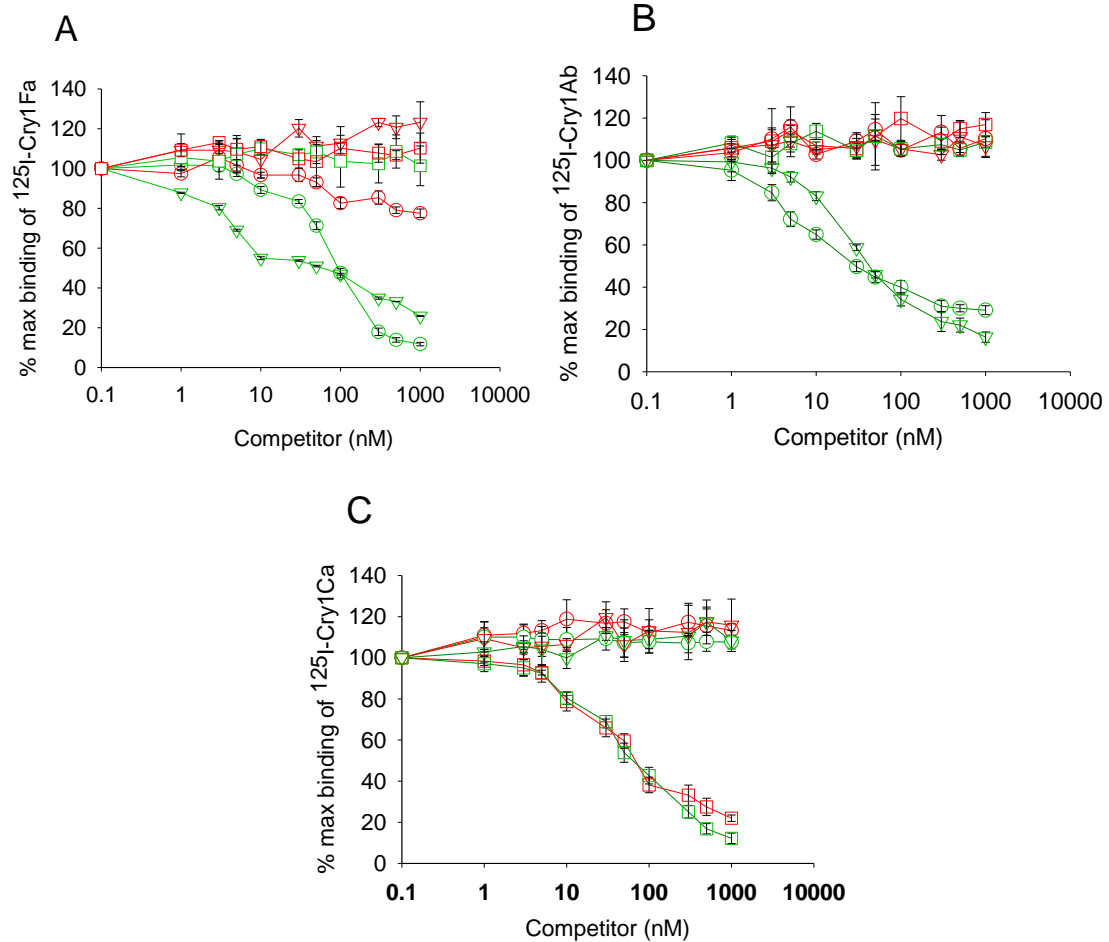 A
% max binding of ¹²⁵I-Cry1Fa
140
120
100
80
60
40
20
0
0.1 1 10 100 1000 10000
Competitor (nM)
B
% max binding of ¹²⁵I-Cry1Ab
140
120
100
80
60
40
20
0
0.1 1 10 100 1000 10000
Competitor (nM)
C
% max binding of ¹²⁵I-Cry1Ca
140
120
100
80
60
40
20
0
0.1 1 10 100 1000 10000
Competitor (nM)